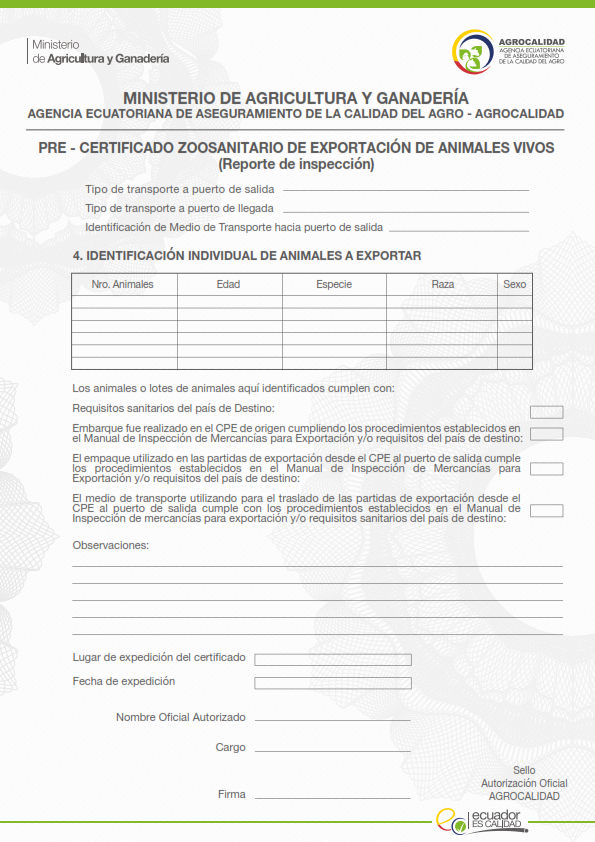 Ministerio
de Agricultura y Ganadería
AGROCALIDAD
AGENCIA ECUATORIANA
DE ASEGURAMIENTO
DE LA CALIDAD DEL AGRO
MINISTERIO DE AGRICULTURA Y GANADERÍA
AGENCIA ECUATORIANA DE ASEGURAMIENTO DE LA CALIDAD DEL AGRO - AGROCALIDAD
PRE - CERTIFICADO ZOOSANITARIO DE EXPORTACIÓN DE ANIMALES VIVOS
(Reporte de inspección)
Tipo de transporte a puerto de salida
Tipo de transporte a puerto de llegada
Identificación de Medio de Transporte hacia puerto de salida
4. IDENTIFICACIÓN INDIVIDUAL DE ANIMALES A EXPORTAR
Nro. Animales Edad Especie Raza Sexo
Los animales o lotes de animales aquí identificados cumplen con:
Requisitos sanitarios del país de Destino:
Embarque fue realizado en el CPE de origen cumpliendo los procedimientos establecidos en
el Manual de Inspección de Mercancías para Exportación y/o requisitos del país de destino:
El empaque utilizado en las partidas de exportación desde el CPE al puerto de salida cumple
los procedimientos establecidos en el Manual de Inspección de Mercancías para
Exportación y/o requisitos del país de destino:
El medio de transporte utilizando para el traslado de las partidas de exportación desde el
CPE al puerto de salida cumple con los procedimientos establecidos en el Manual de
Inspección de mercancías para exportación y/o requisitos sanitarios del país de destino:
Observaciones:
Lugar de expedición del certificado
Fecha de expedición
Nombre Oficial Autorizado
Cargo
Firma
Sello
Autorización Oficial
AGROCALIDAD
ecuador
ES CALIDAD